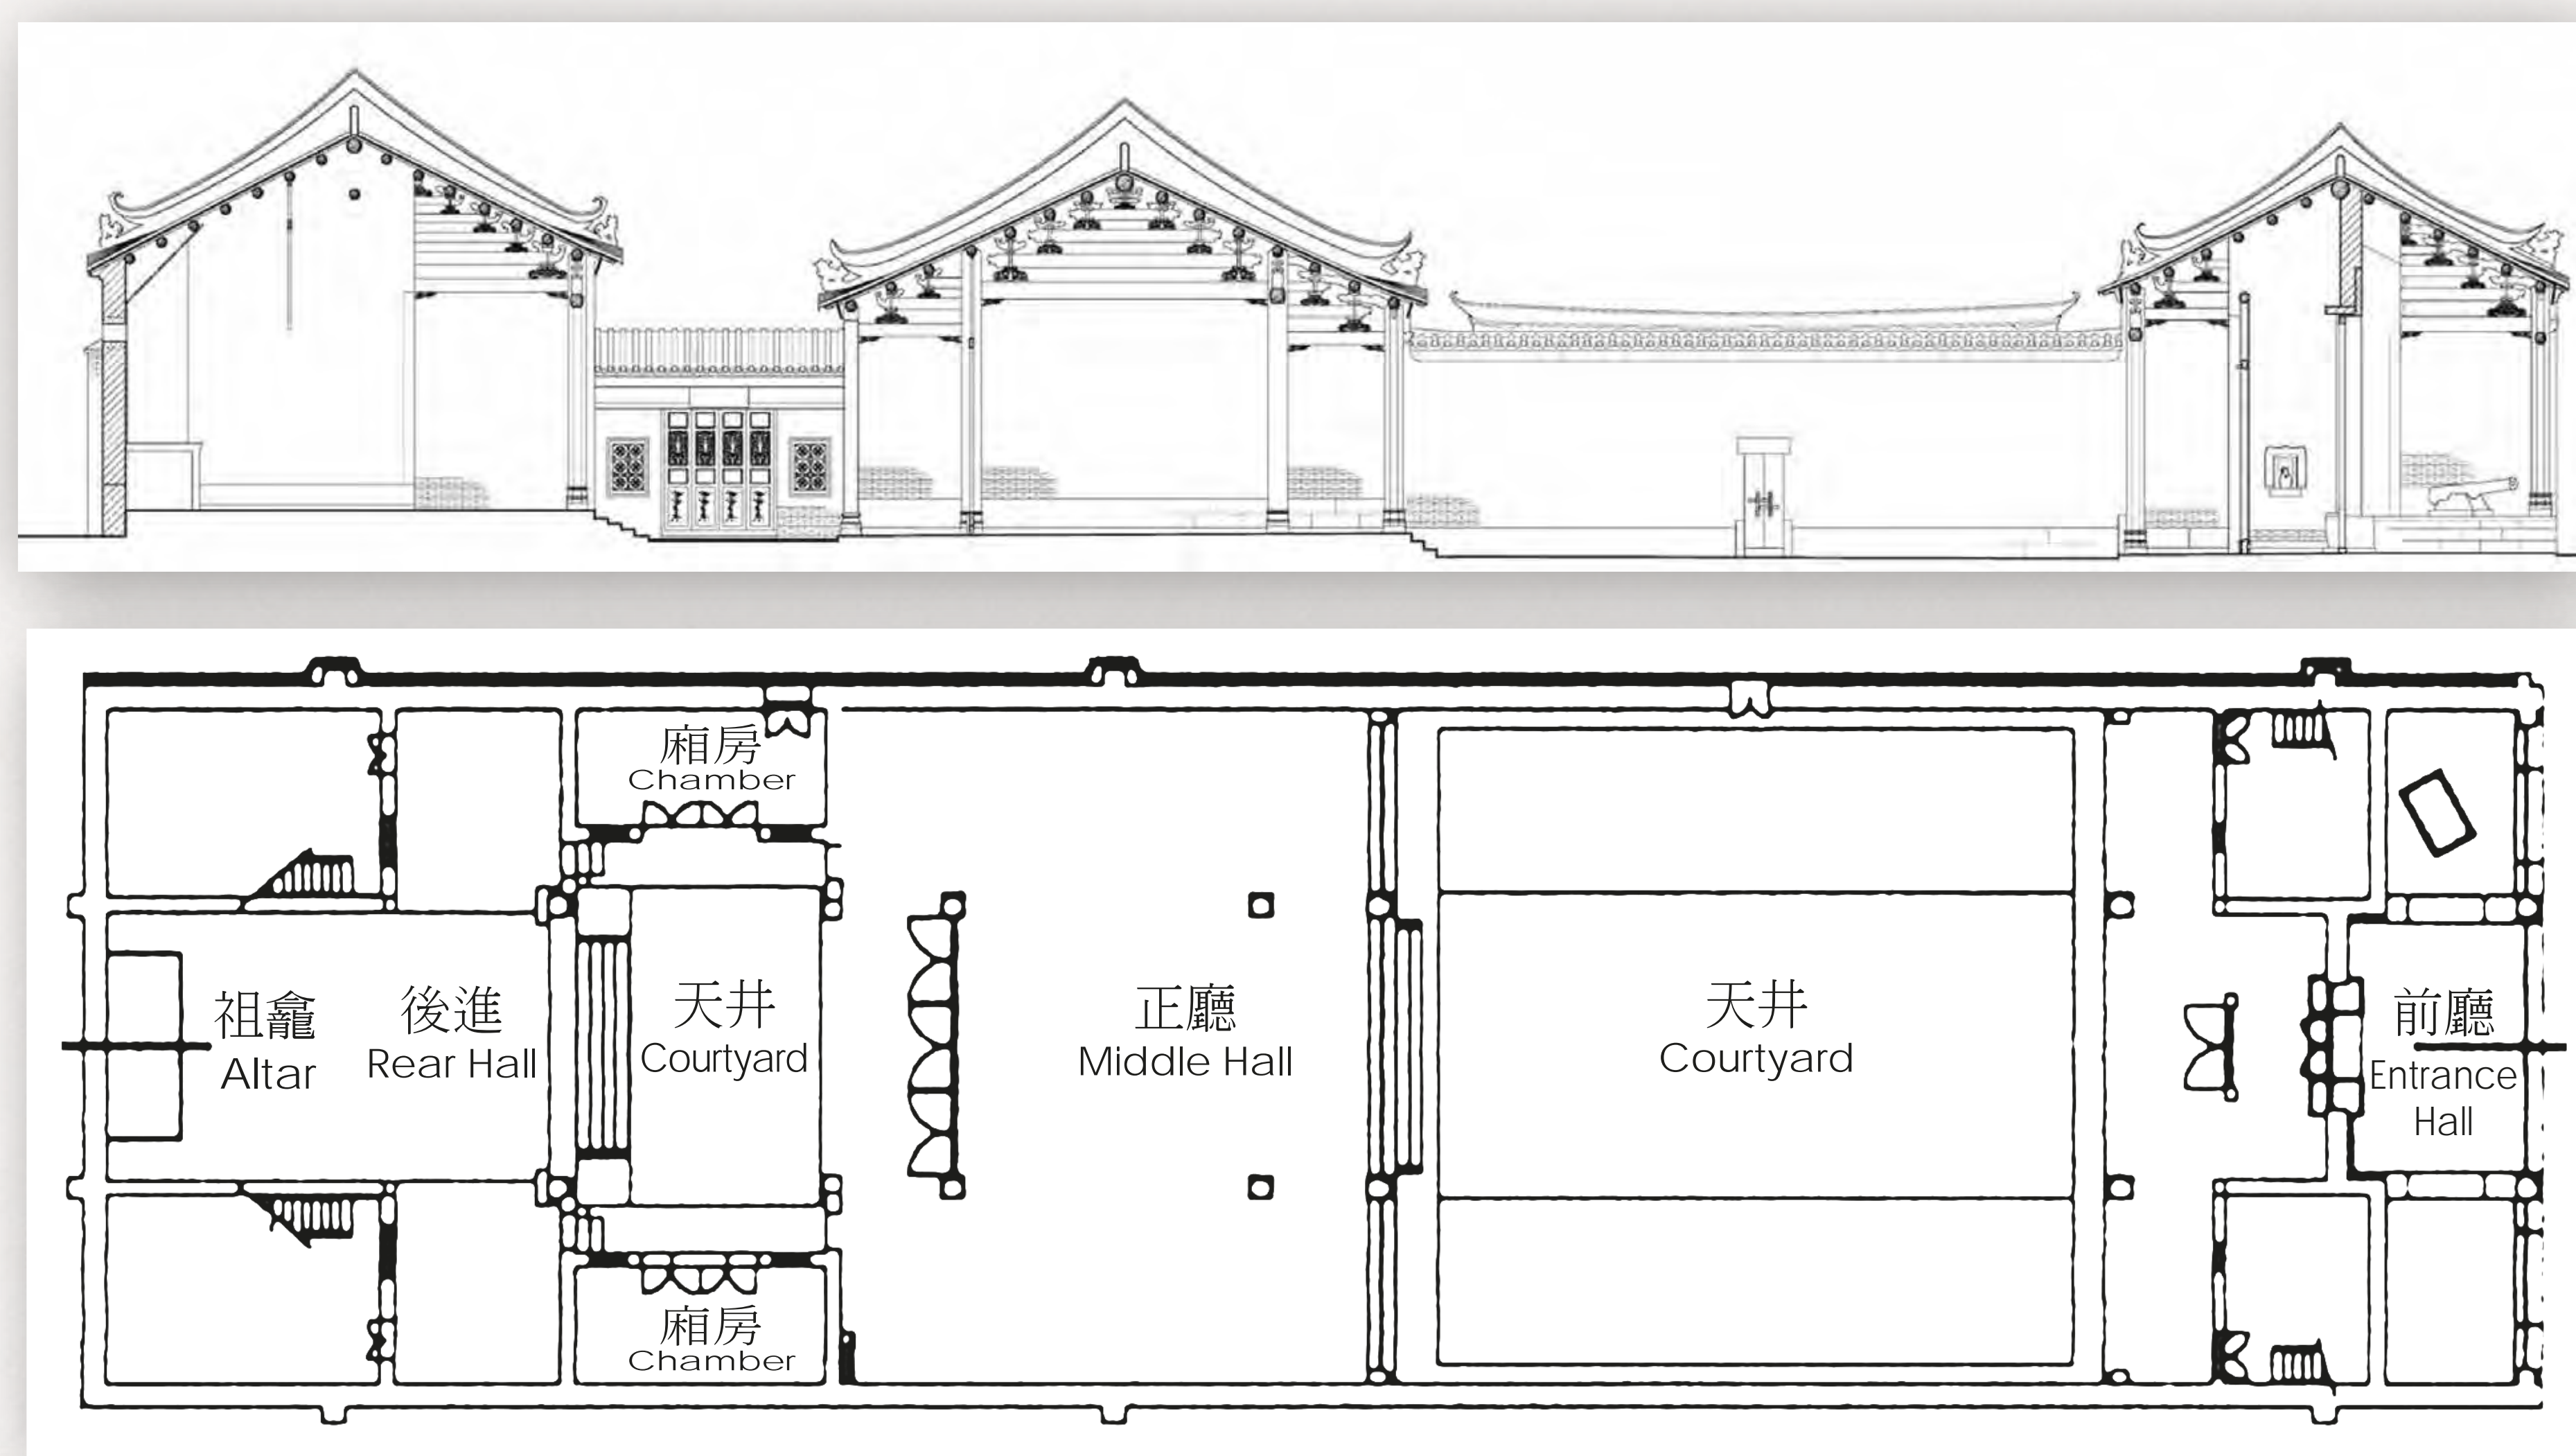 廂房
Chamber
祖龕
Altar
後進
Rear Hall
天井
Courtyard
正廳
Middle Hall
天井
Courtyard
前廳
Entrance
Hall
廂房
Chamber